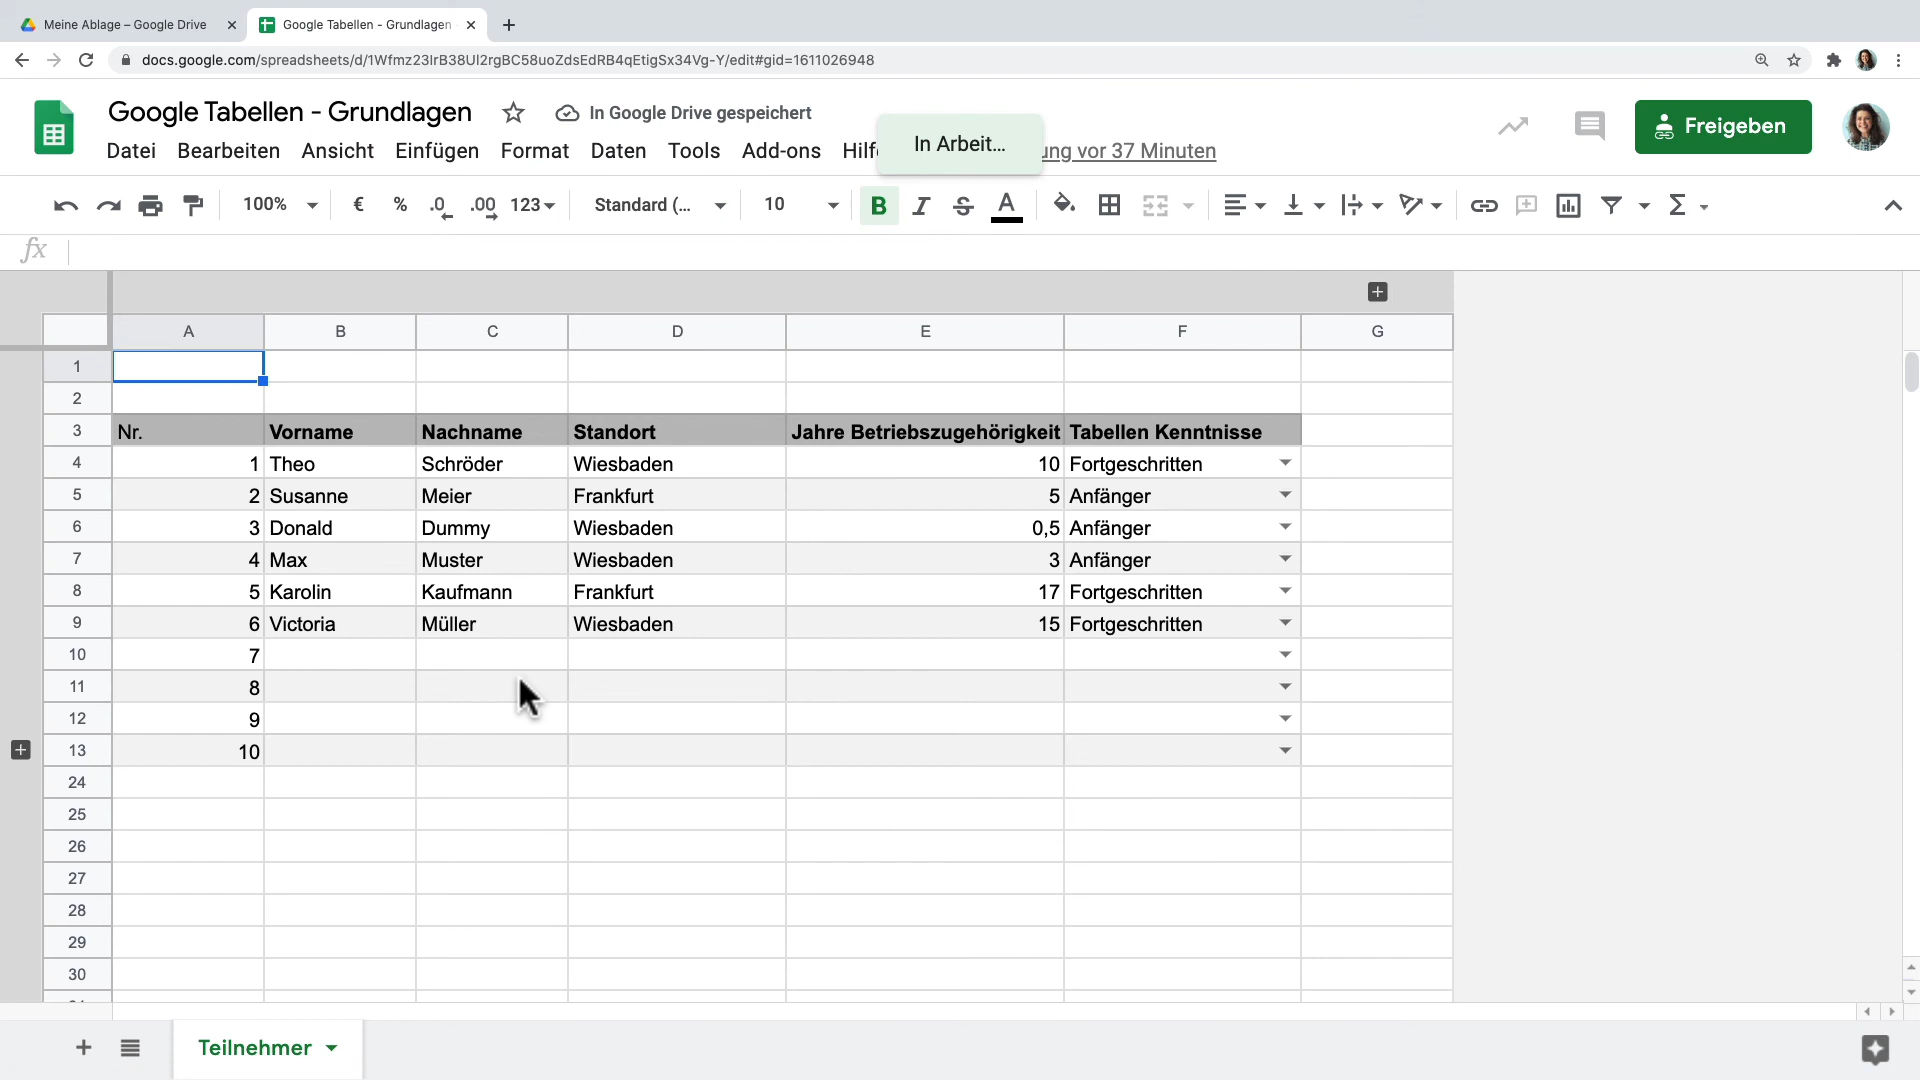 Meine Ablage – Google Drive
Google Tabellen - Grundlagen
docs.google.com/spreadsheets/d/1Wfmz23lrB38Ul2rgBC58uoZdsEdRB4qEtigSx34Vg-Y/edit#gid=1611026948
Google Tabellen - Grundlagen In Google Drive gespeichert
Datei Bearbeiten Ansicht Einfügen Format Daten Tools Add-ons Hilfe ung vor 37 Minuten
In Arbeit...
Freigeben
100% € % .0 .00 123 Standard (... 10 B I S A Σ
fx
A B C D E F G
1
2
3 Nr. Vorname Nachname Standort Jahre Betriebszugehörigkeit Tabellen Kenntnisse
4 1 Theo Schröder Wiesbaden 10 Fortgeschritten
5 2 Susanne Meier Frankfurt 5 Anfänger
6 3 Donald Dummy Wiesbaden 0,5 Anfänger
7 4 Max Muster Wiesbaden 3 Anfänger
8 5 Karolin Kaufmann Frankfurt 17 Fortgeschritten
9 6 Victoria Müller Wiesbaden 15 Fortgeschritten
10 7
11 8
12 9
13 10
24
25
26
27
28
29
30
Teilnehmer